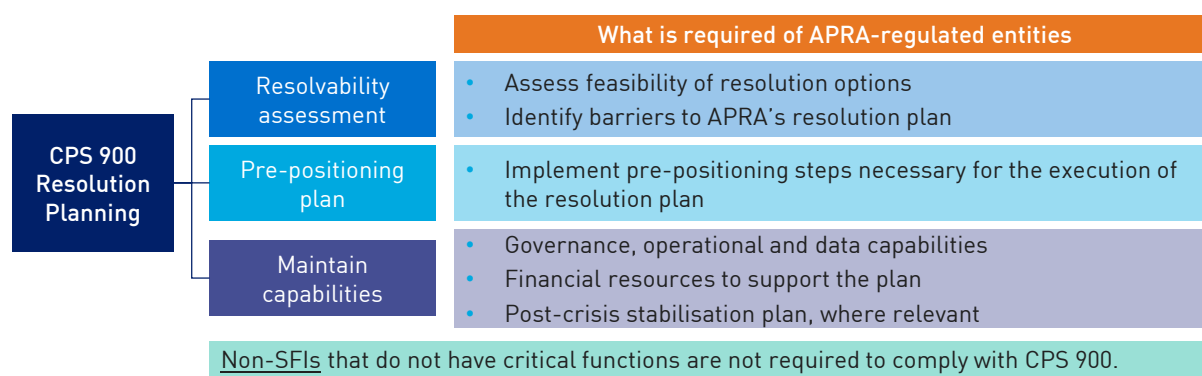 What is required of APRA-regulated entities
CPS 900
Resolution
Planning
Resolvability
assessment
• Assess feasibility of resolution options
• Identify barriers to APRA's resolution plan
Pre-positioning
plan
• Implement pre-positioning steps necessary for the execution of
the resolution plan
Maintain
capabilities
• Governance, operational and data capabilities
• Financial resources to support the plan
• Post-crisis stabilisation plan, where relevant
Non-SFIs that do not have critical functions are not required to comply with CPS 900.